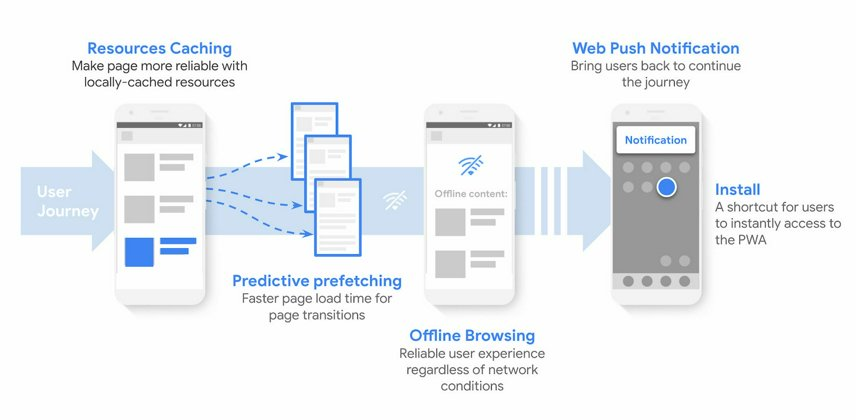 Resources Caching
Make page more reliable with
locally-cached resources
Web Push Notification
Bring users back to continue
the journey
User
Journey
Offline content:
Notification
Install
A shortcut for users
to instantly access to
the PWA
Predictive prefetching
Faster page load time for
page transitions
Offline Browsing
Reliable user experience
regardless of network
conditions